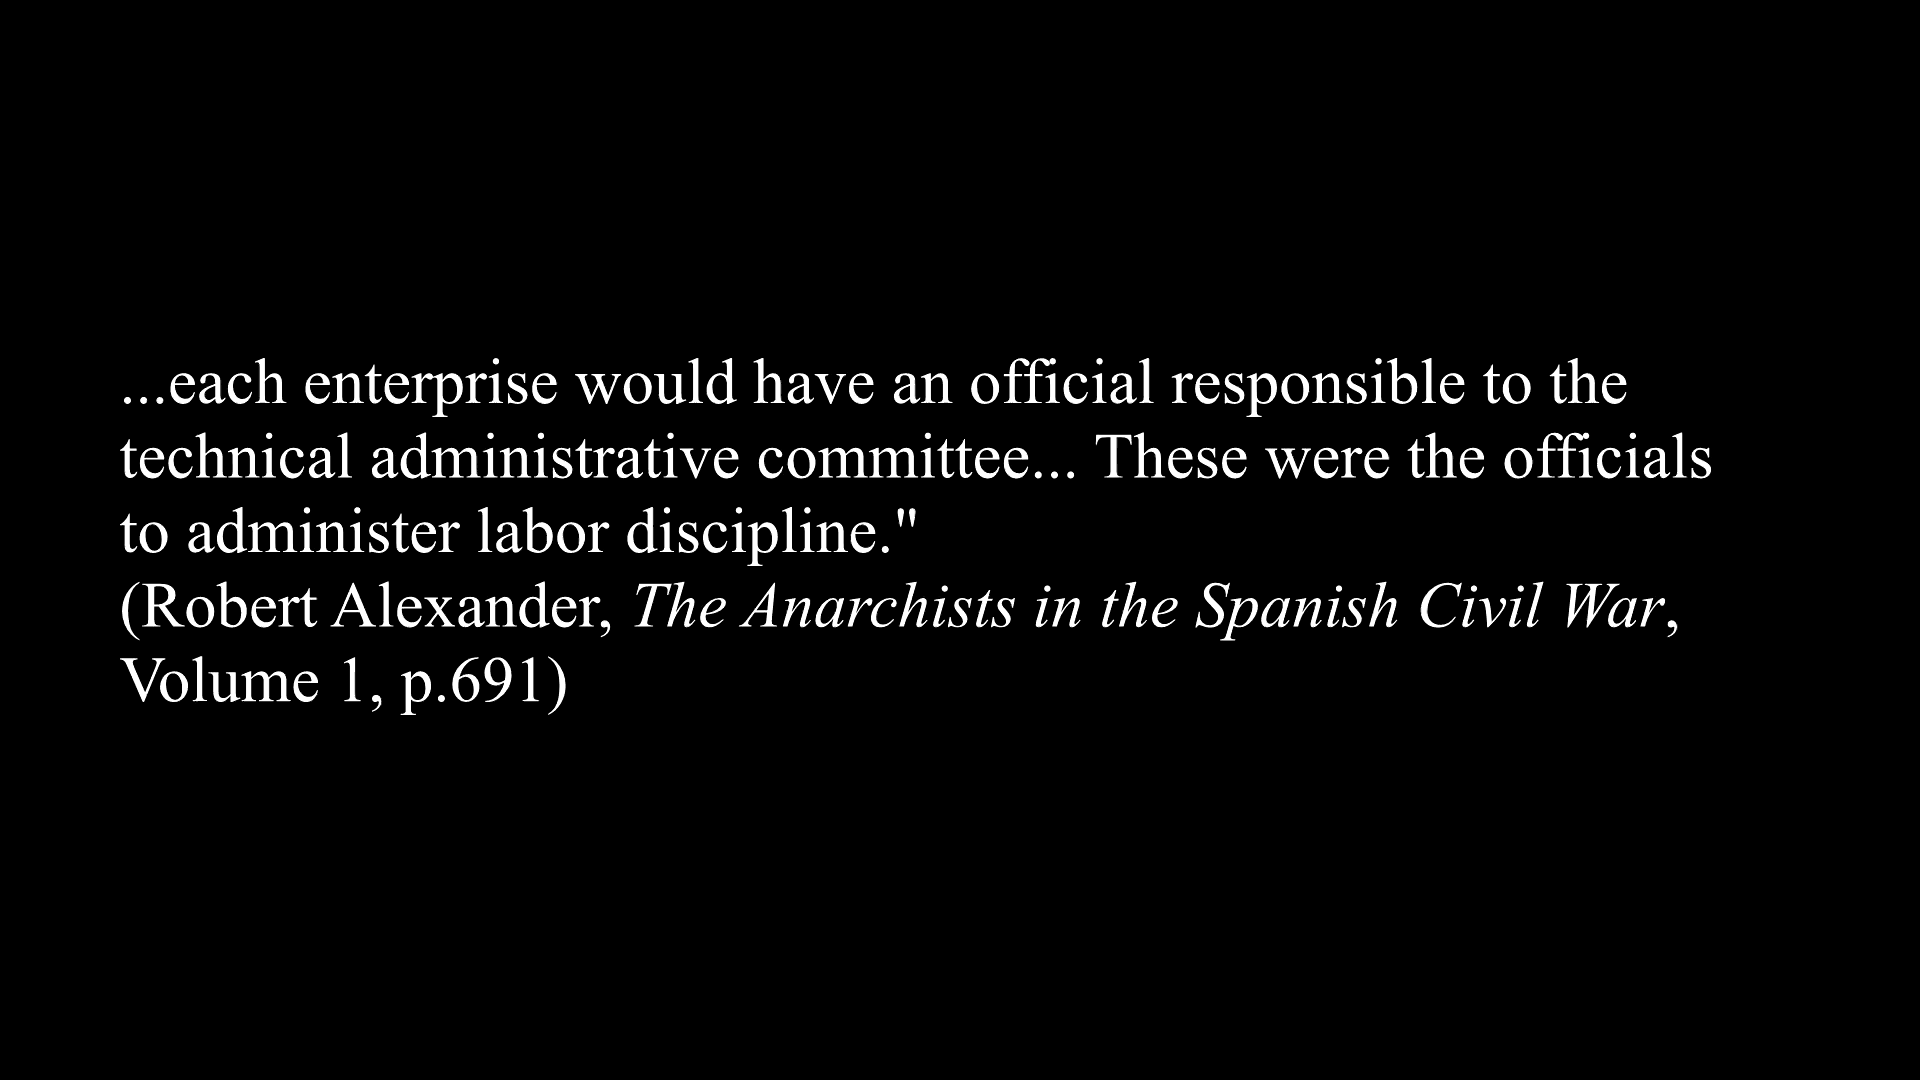 ...each enterprise would have an official responsible to the
technical administrative committee... These were the officials
to administer labor discipline."
(Robert Alexander, The Anarchists in the Spanish Civil War,
Volume 1, p.691)